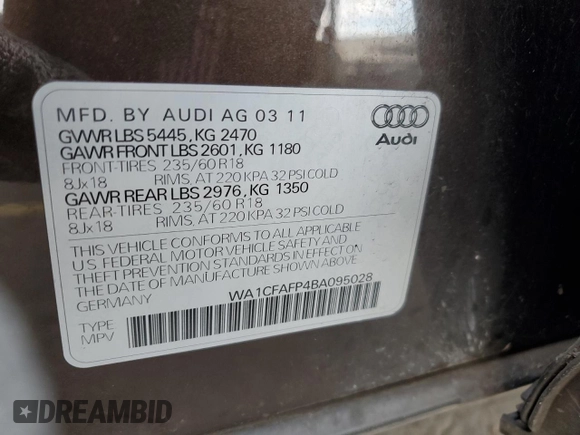 MFD. BY AUDI AG 03 11
GVWR LBS 5445, KG 2470
GAWR FRONT LBS 2601, KG 1180
FRONT-TIRES 235/60 R18
8Jx18 RIMS, AT 220 KPA 32 PSI COLD
GAWR REAR LBS 2976, KG 1350
REAR-TIRES 235/60 R18
8Jx18 RIMS, AT 220 KPA 32 PSI COLD
THIS VEHICLE CONFORMS TO ALL APPLICABLE
U.S. FEDERAL MOTOR VEHICLE SAFETY AND
THEFT PREVENTION STANDARDS IN EFFECT ON
THE DATE OF MANUFACTURE SHOWN ABOVE
GERMANY
WA1CFAFP4BA095028
TYPE
MPV
Audi
DREAMBID